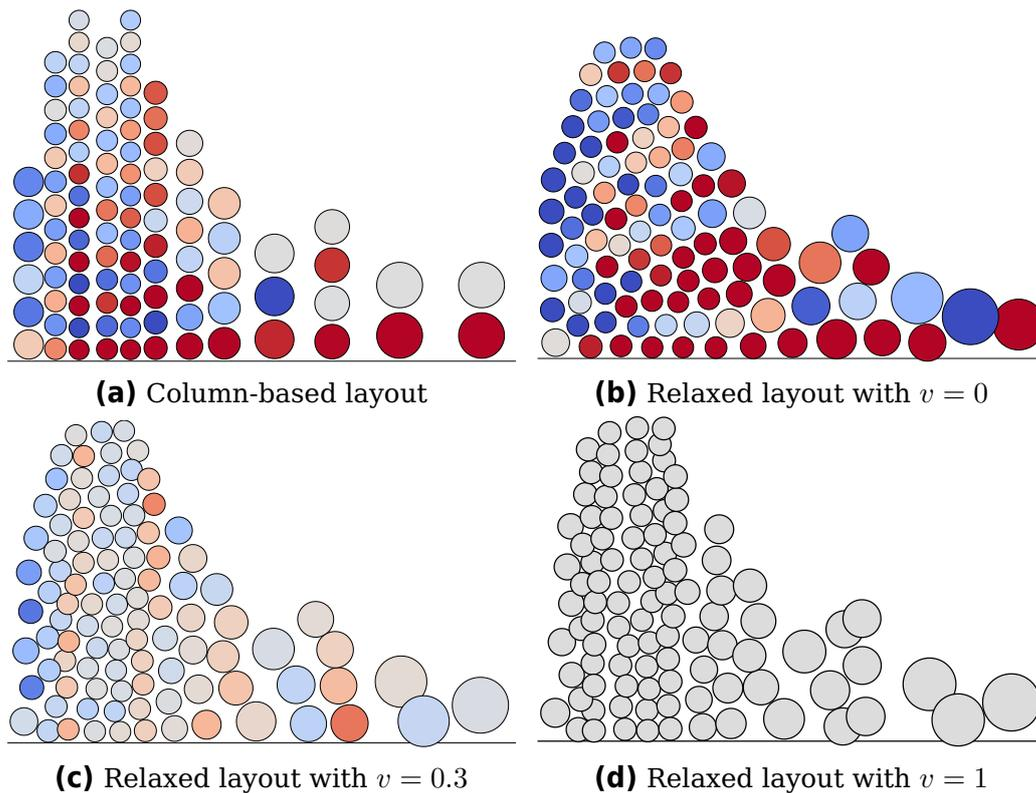 (a) Column-based layout
(b) Relaxed layout with v = 0
(c) Relaxed layout with v = 0.3
(d) Relaxed layout with v = 1